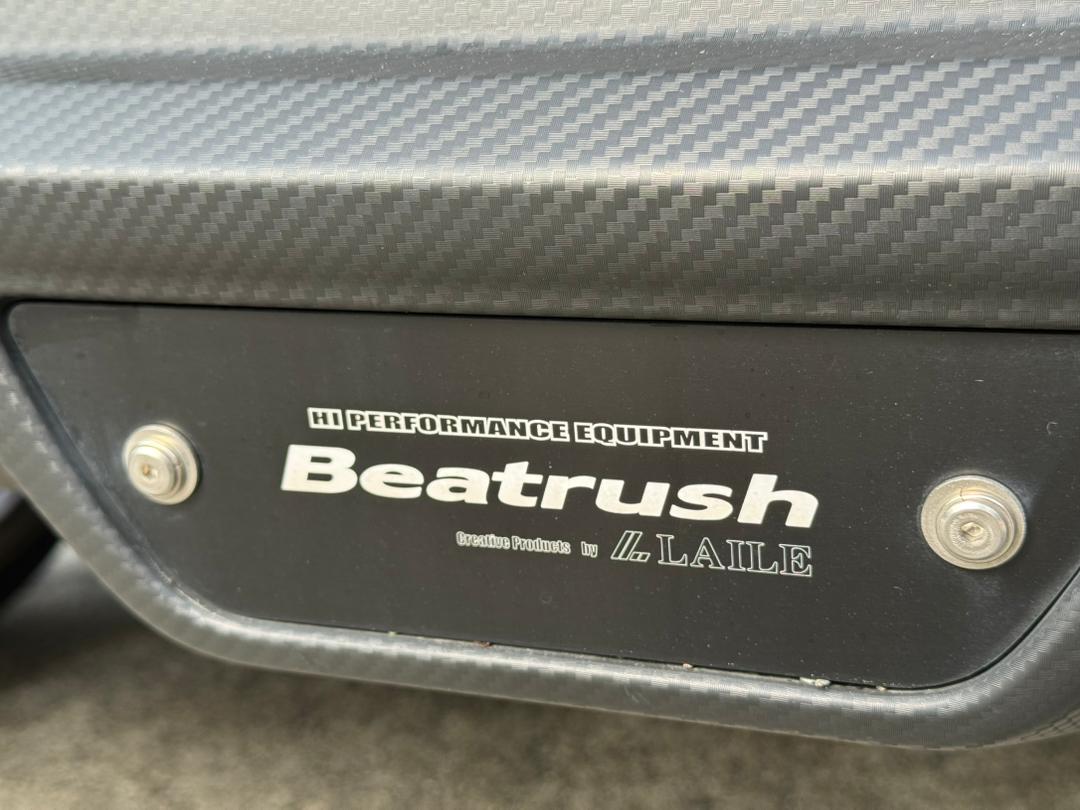 HI PERFORMANCE EQUIPMENT
Beatrush
Creative Products by LAILE